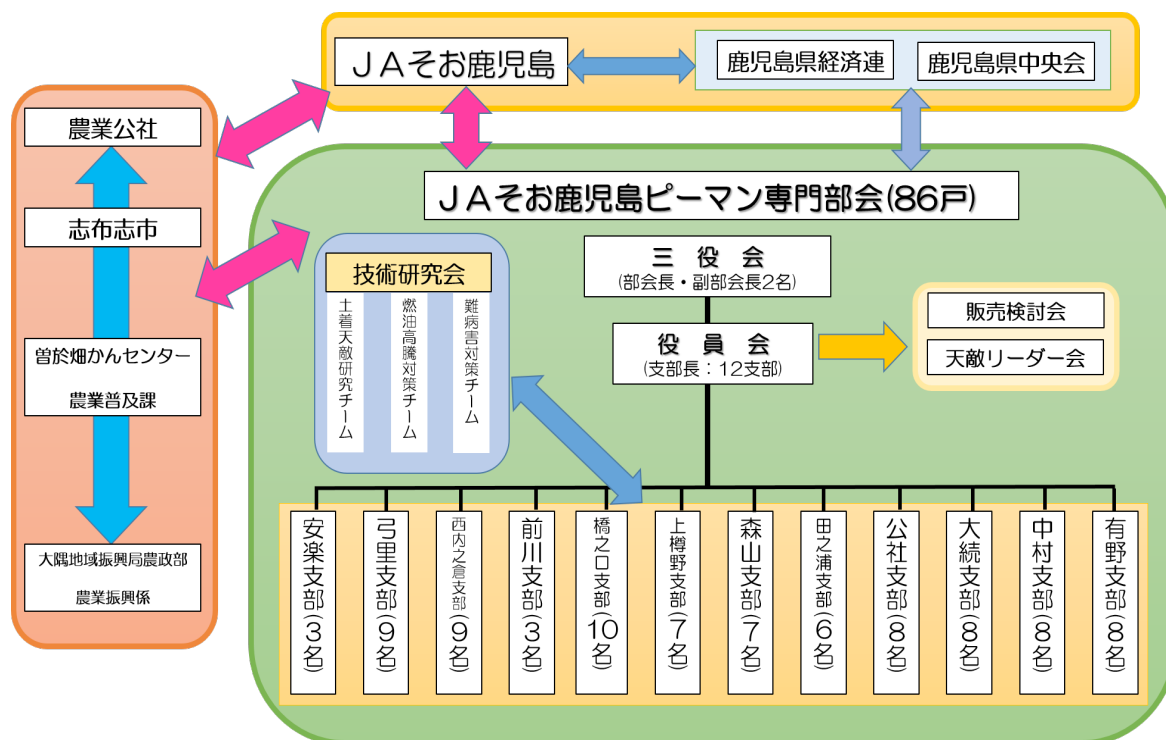 JAそお鹿児島
鹿児島県経済連
鹿児島県中央会
農業公社
志布志市
曽於畑かんセンター
農業普及課
大隅地域振興局農政部
農業振興係
JAそお鹿児島ピーマン専門部会(86戸)
三役会
(部会長・副部会長2名)
役員会
(支部長:12支部)
販売検討会
天敵リーダー会
技術研究会
土着天敵研究チーム
燃油高騰対策チーム
難病害対策チーム
安楽支部(3名)
弓里支部(9名)
西内之倉支部(9名)
前川支部(3名)
橋之口支部(10名)
上樽野支部(7名)
森山支部(7名)
田之浦支部(6名)
公社支部(8名)
大続支部(8名)
中村支部(8名)
有野支部(8名)